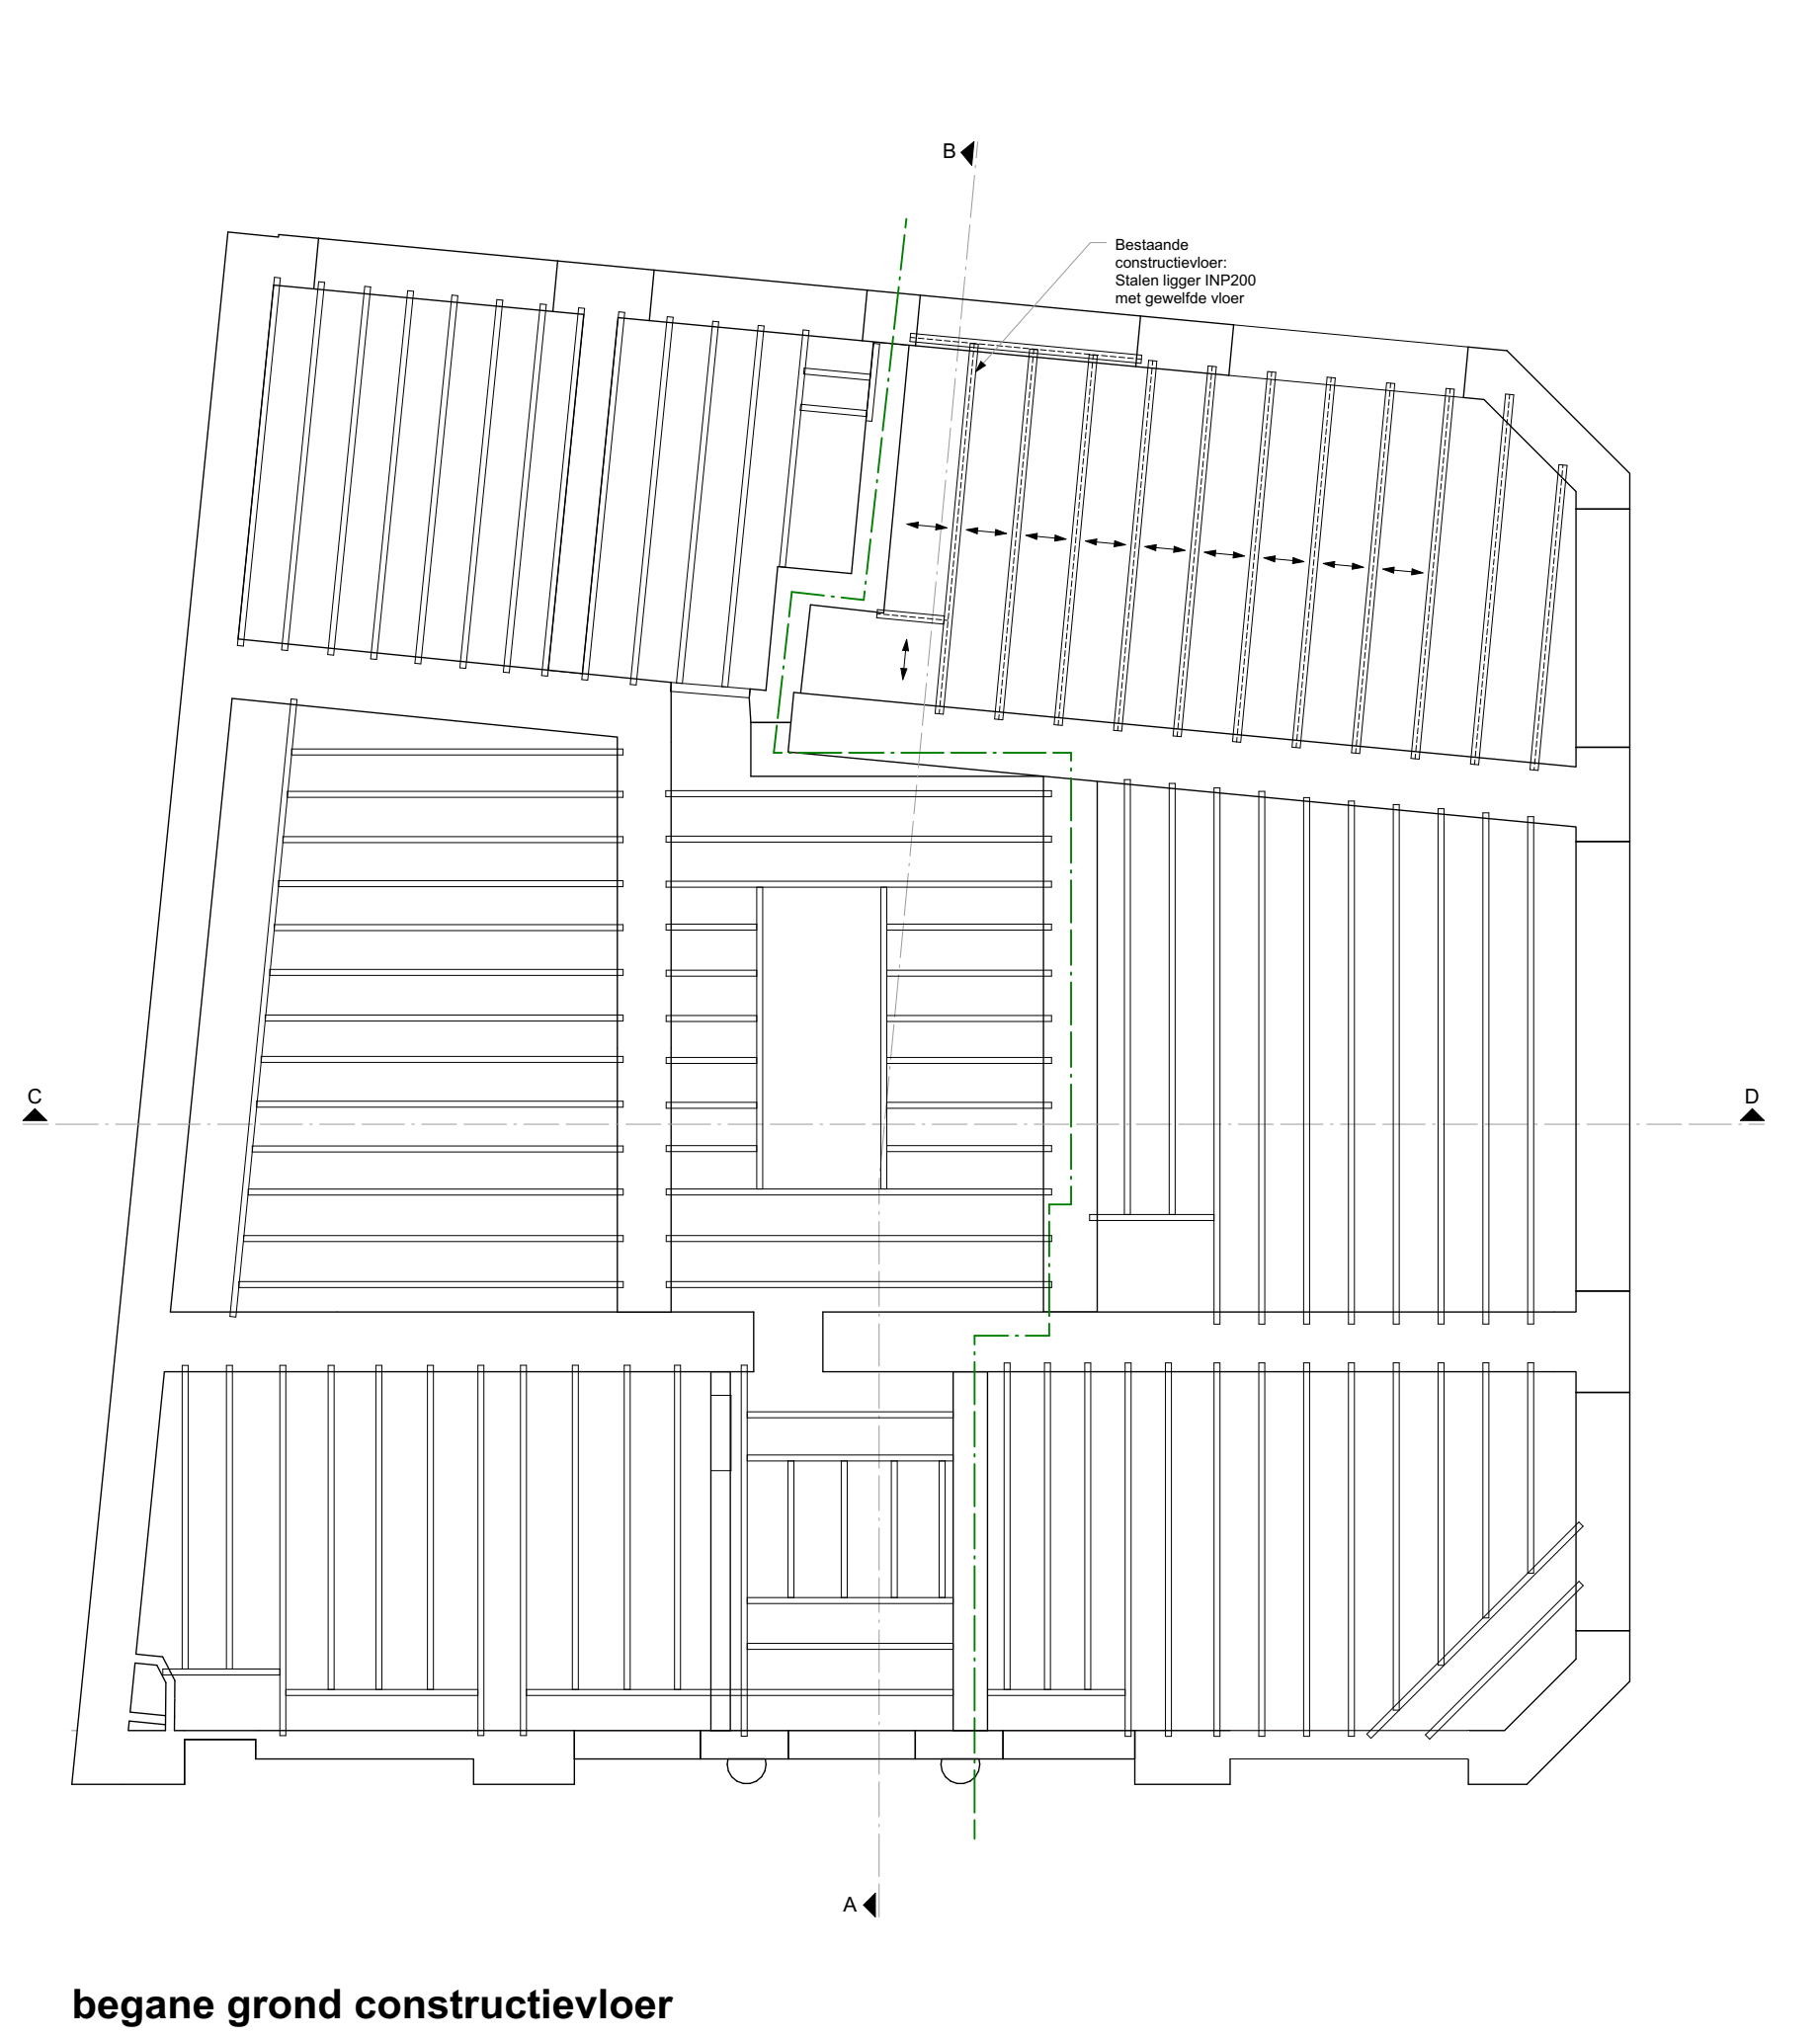 B
Bestaande
constructievloer:
Stalen ligger INP200
met gewelfde vloer
C
D
A
begane grond constructievloer